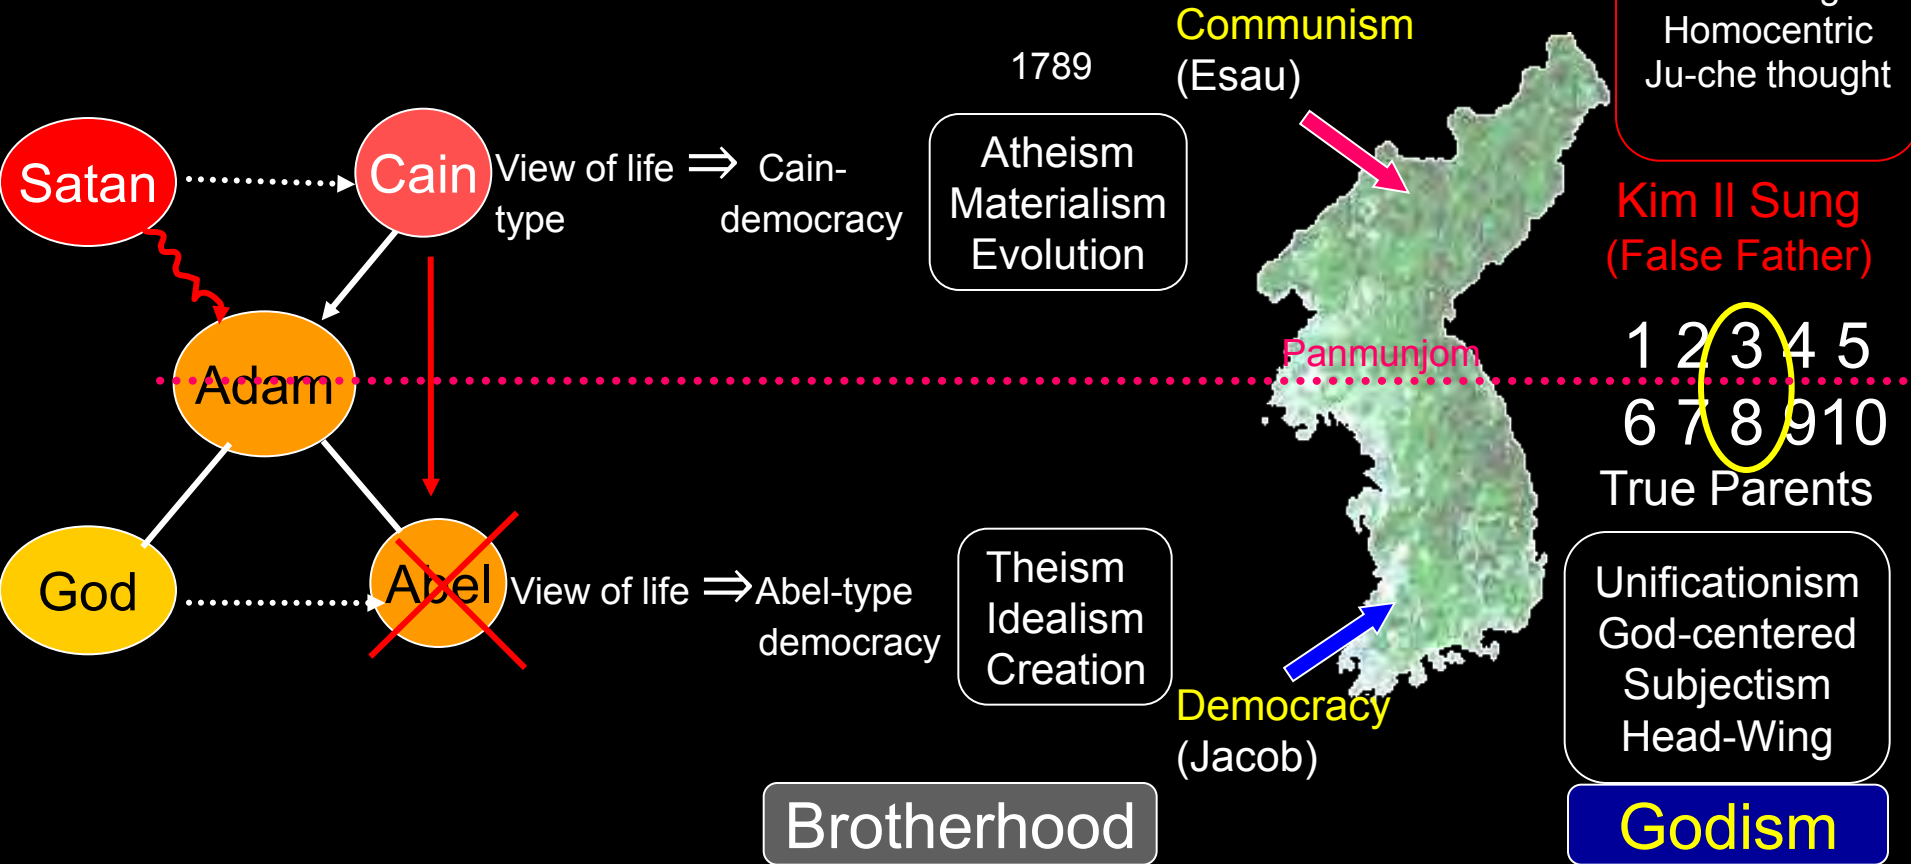 Communism
(Esau)
1789
Homocentric
Ju-che thought
Satan
Cain
View of life
type
⇒ Cain-
democracy
Atheism
Materialism
Evolution
Kim Il Sung
(False Father)
Adam
Panmunjom
1 2 3 4 5
6 7 8 9 10
True Parents
God
Abel
View of life
⇒ Abel-type
democracy
Theism
Idealism
Creation
Unificationism
God-centered
Subjectism
Head-Wing
Democracy
(Jacob)
Brotherhood
Godism